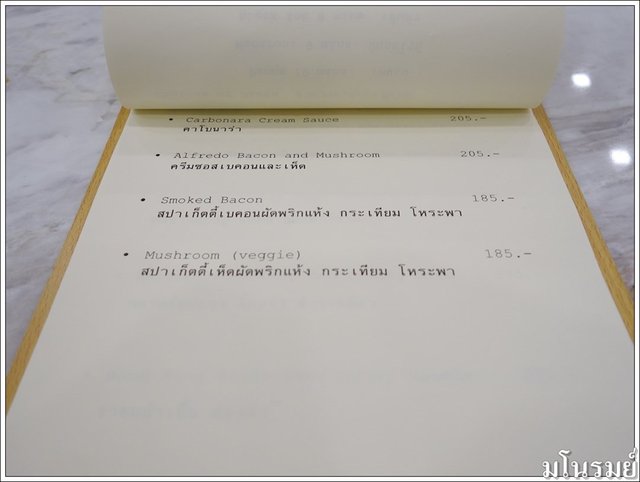 • Carbonara Cream Sauce 205.-
คาโบนาร่า
• Alfredo Bacon and Mushroom 205.-
ครีมซอสเบคอนและเห็ด
• Smoked Bacon 185.-
สปาเก็ตตี้เบคอนผัดพริกแห้ง กระเทียม โหระพา
• Mushroom (veggie) 185.-
สปาเก็ตตี้เห็ดผัดพริกแห้ง กระเทียม โหระพา
มโนรมย์